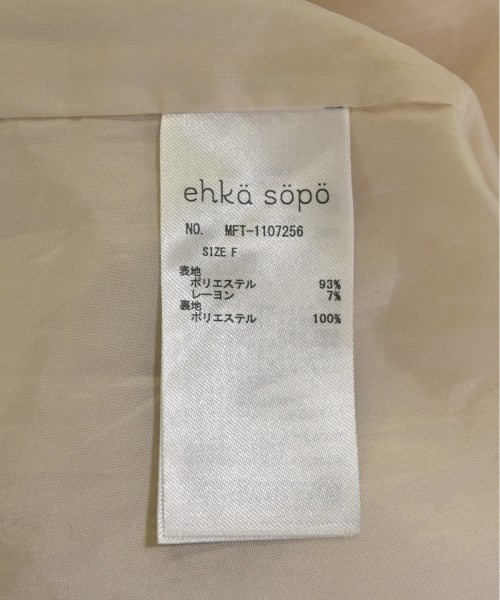 ehkä söpö
NO. MFT-1107256
SIZE F
表地
ポリエステル 93%
レーヨン 7%
裏地
ポリエステル 100%